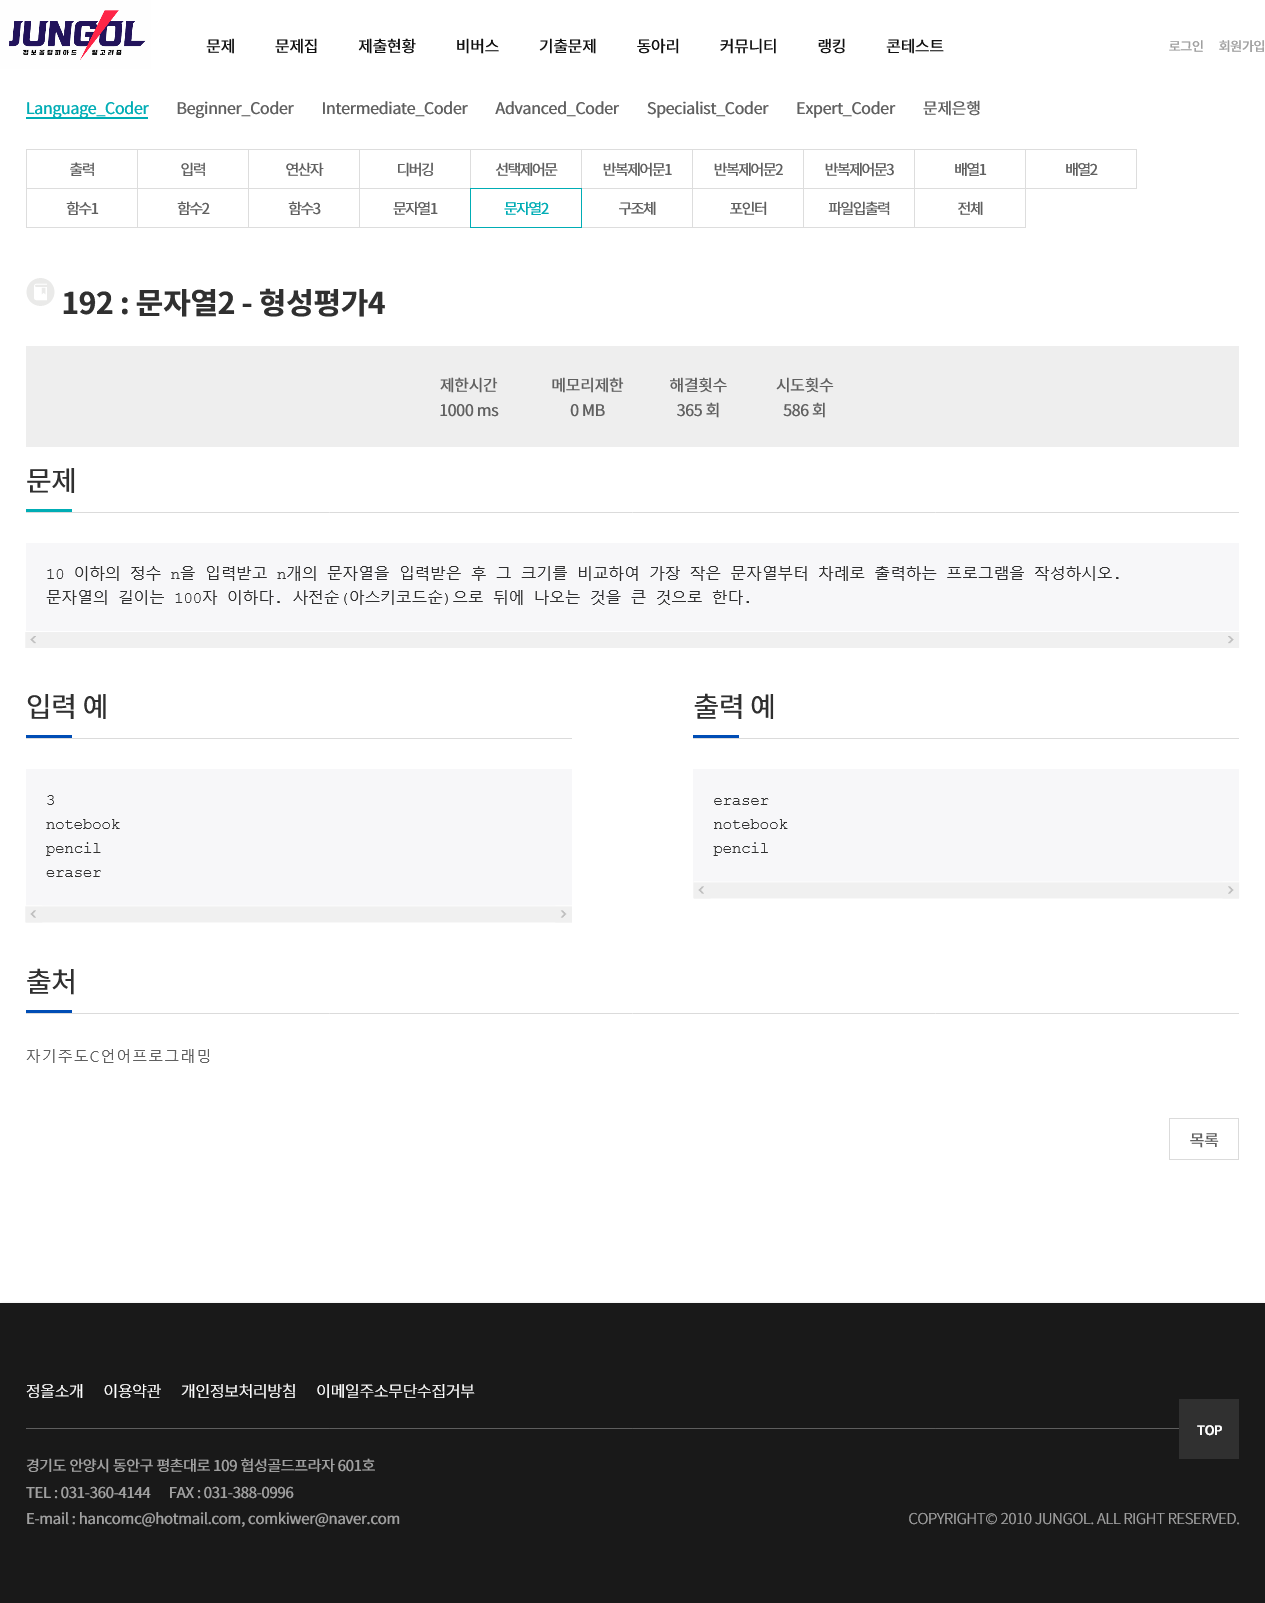 JUNGOL
정보올림피아드 알고리즘
문제 문제집 제출현황 비버스 기출문제 동아리 커뮤니티 랭킹 콘테스트 로그인 회원가입
Language_Coder Beginner_Coder Intermediate_Coder Advanced_Coder Specialist_Coder Expert_Coder 문제은행
출력 입력 연산자 디버깅 선택제어문 반복제어문1 반복제어문2 반복제어문3 배열1 배열2
함수1 함수2 함수3 문자열1 문자열2 구조체 포인터 파일입출력 전체
192 : 문자열2 - 형성평가4
제한시간 메모리제한 해결횟수 시도횟수
1000 ms 0 MB 365 회 586 회
문제
10 이하의 정수 n을 입력받고 n개의 문자열을 입력받은 후 그 크기를 비교하여 가장 작은 문자열부터 차례로 출력하는 프로그램을 작성하시오.
문자열의 길이는 100자 이하다. 사전순(아스키코드순)으로 뒤에 나오는 것을 큰 것으로 한다.
입력 예
3
notebook
pencil
eraser
출력 예
eraser
notebook
pencil
출처
자기주도C언어프로그래밍
목록
정올소개 이용약관 개인정보처리방침 이메일주소무단수집거부
TOP
경기도 안양시 동안구 평촌대로 109 협성골드프라자 601호
TEL : 031-360-4144 FAX : 031-388-0996
E-mail : hancomc@hotmail.com, comkiwer@naver.com
COPYRIGHT© 2010 JUNGOL. ALL RIGHT RESERVED.